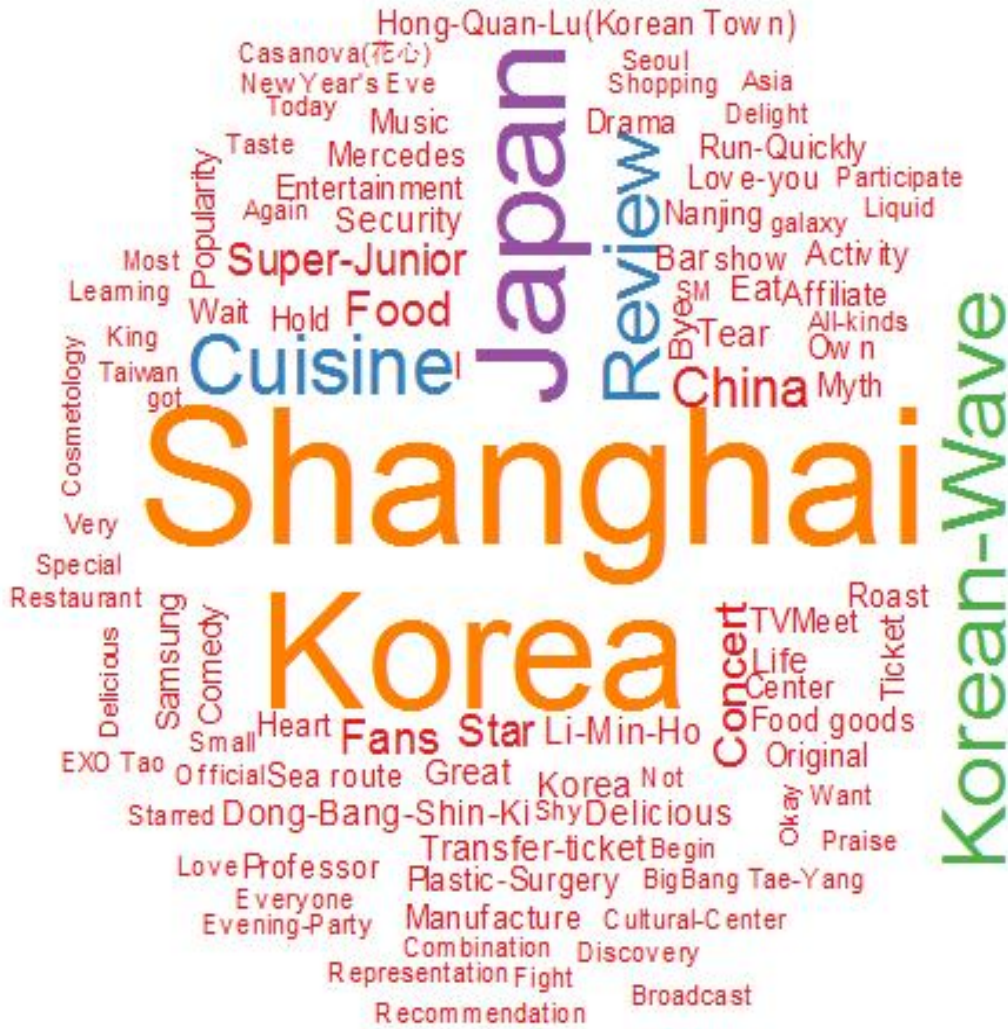 Hong-Quan-Lu(Korean Town)
Casanova(花心)
Seoul
New Year's Eve
Shopping
Asia
Today
Music
Drama
Delight
Taste
Mercedes
Run-Quickly
Popularity
Entertainment
Love-you
Participate
Again
Security
Nanjing
galaxy
Liquid
Japan
Review
Most
Super-Junior
Bar show
Activity
Learning
Wait
Hold
Food
SM
Eat
Affiliate
Bye
Tear
All-kinds
King
Own
Taiwan
Cuisine
I
China
Myth
got
Cosmetology
Shanghai
Korean-Wave
Very
Special
Restaurant
Korea
Roast
Delicious
Samsung
Comedy
Concert
TV
Meet
Ticket
Life
Center
Heart
Fans
Star
Li-Min-Ho
Food goods
Small
EXO Tao
Official
Sea route
Great
Korea
Not
Original
Starred
Dong-Bang-Shin-Ki
Shy
Delicious
Okay
Want
Transfer-ticket
Begin
Praise
Love
Professor
Plastic-Surgery
BigBang Tae-Yang
Everyone
Evening-Party
Manufacture
Cultural-Center
Combination
Discovery
Representation
Fight
Broadcast
Recommendation